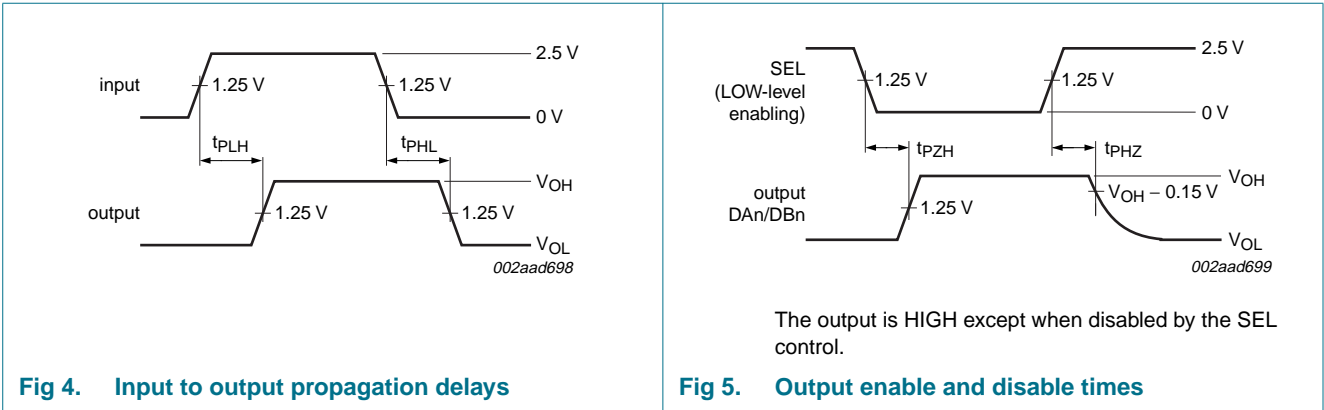 2.5 V
input
1.25 V
1.25 V
0 V
tPLH
tPHL
VOH
output
1.25 V
1.25 V
VOL
002aad698
2.5 V
SEL
(LOW-level
enabling)
1.25 V
1.25 V
0 V
tPZH
tPHZ
VOH
output
DAn/DBn
VOH – 0.15 V
1.25 V
VOL
002aad699
The output is HIGH except when disabled by the SEL
control.
Fig 4. Input to output propagation delays
Fig 5. Output enable and disable times